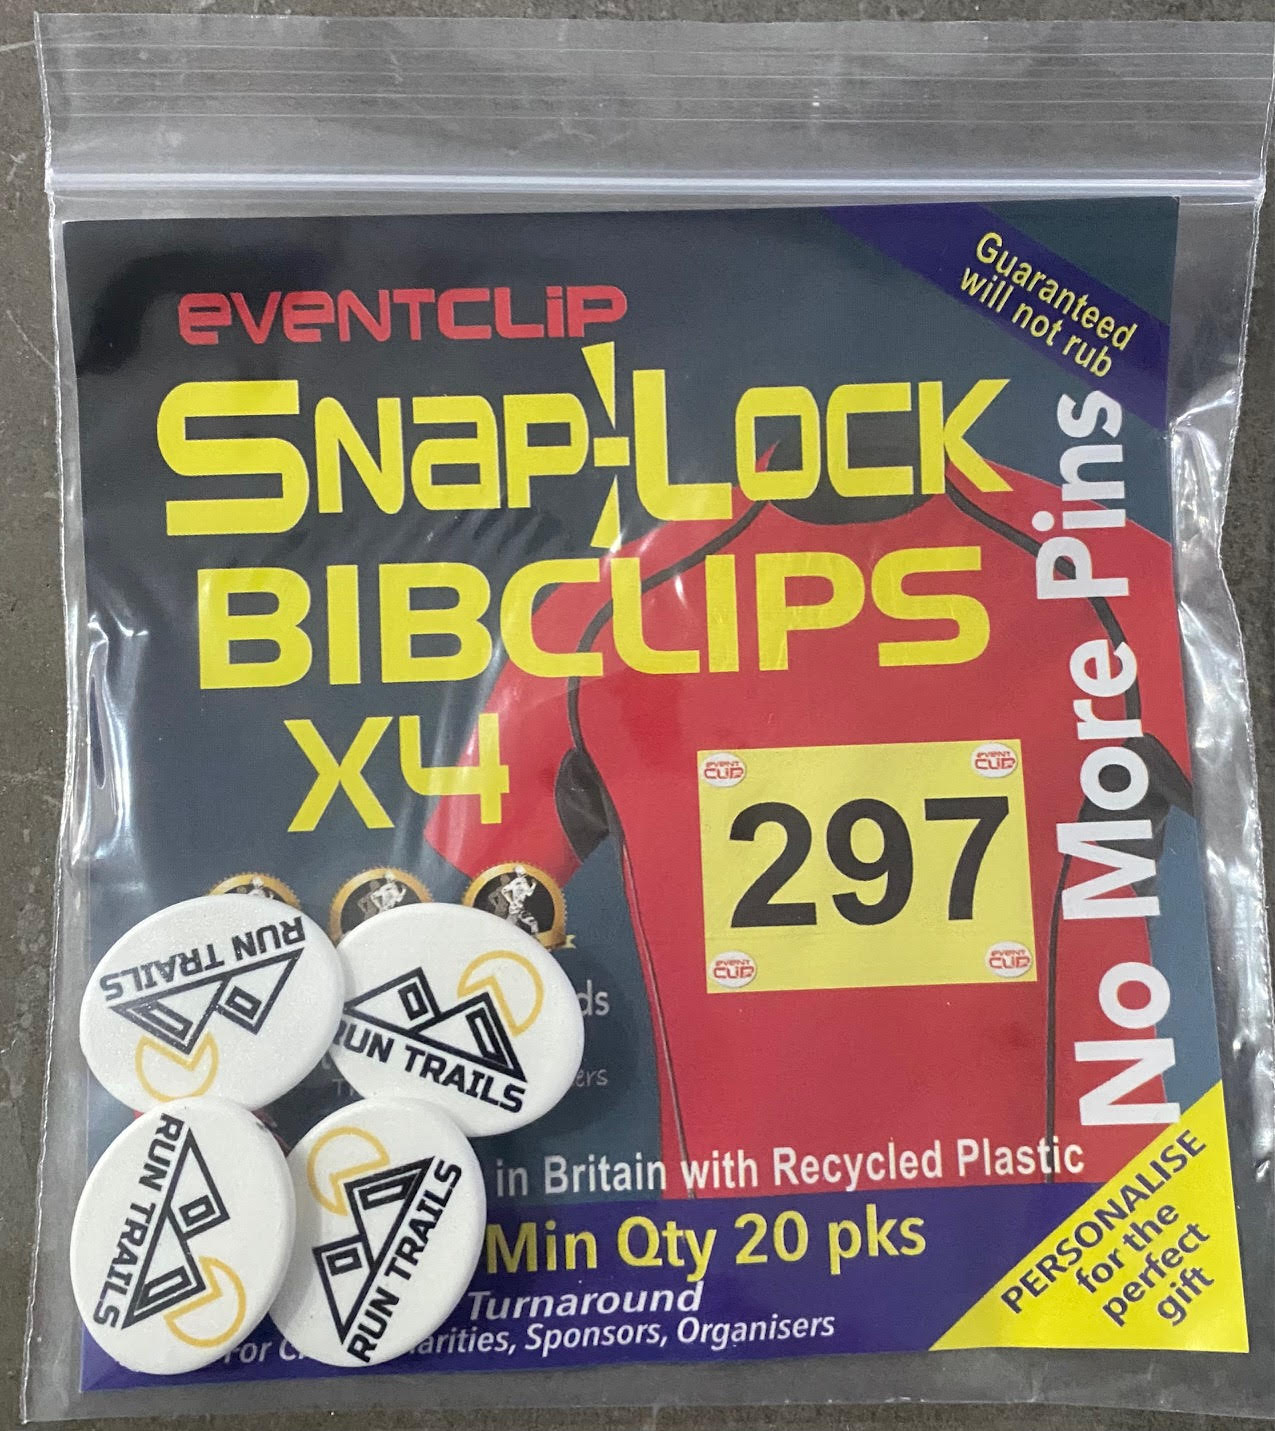 eventclip
Guaranteed
will not rub
Snap-Lock
BIBCLIPS
X4
No More Pins
EVENT
CLIP
EVENT
CLIP
297
EVENT
CLIP
EVENT
CLIP
RUN TRAILS
RUN TRAILS
RUN TRAILS
RUN TRAILS
in Britain with Recycled Plastic
Min Qty 20 pks
Turnaround
For Sponsors, Organisers
PERSONALISE
for the
perfect
gift